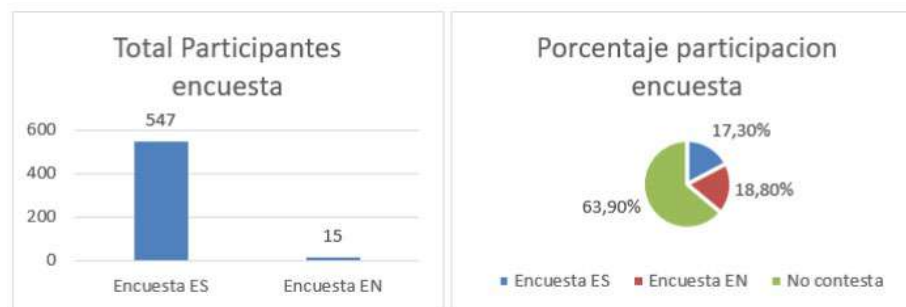 Total Participantes
encuesta
547
600
400
200
15
0
Encuesta ES
Encuesta EN
Porcentaje participacion
encuesta
17,30%
18,80%
63,90%
Encuesta ES
Encuesta EN
No contesta